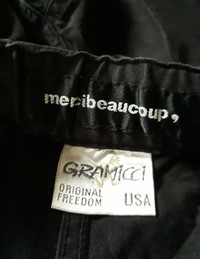 mercibeaucoup,
GRAMICCI
ORIGINAL
FREEDOM USA